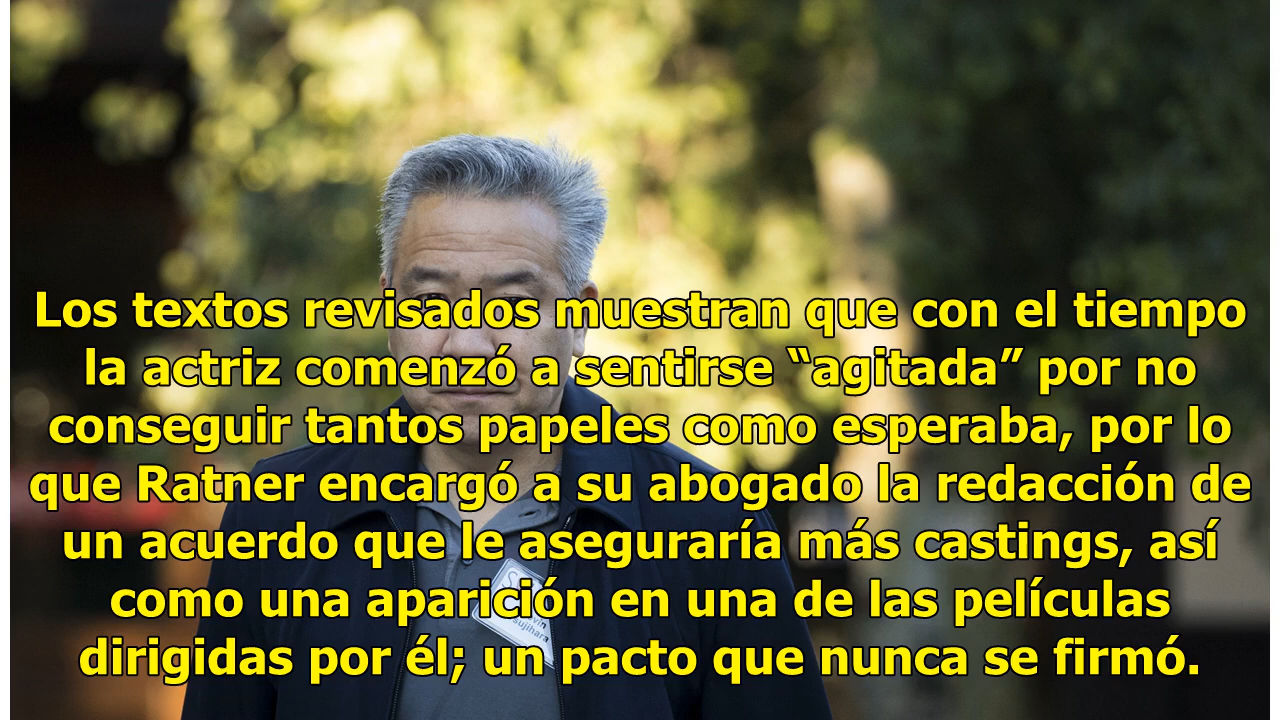 Los textos revisados muestran que con el tiempo
la actriz comenzó a sentirse “agitada” por no
conseguir tantos papeles como esperaba, por lo
que Ratner encargó a su abogado la redacción de
un acuerdo que le aseguraría más castings, así
como una aparición en una de las películas
dirigidas por él; un pacto que nunca se firmó.
sujihara